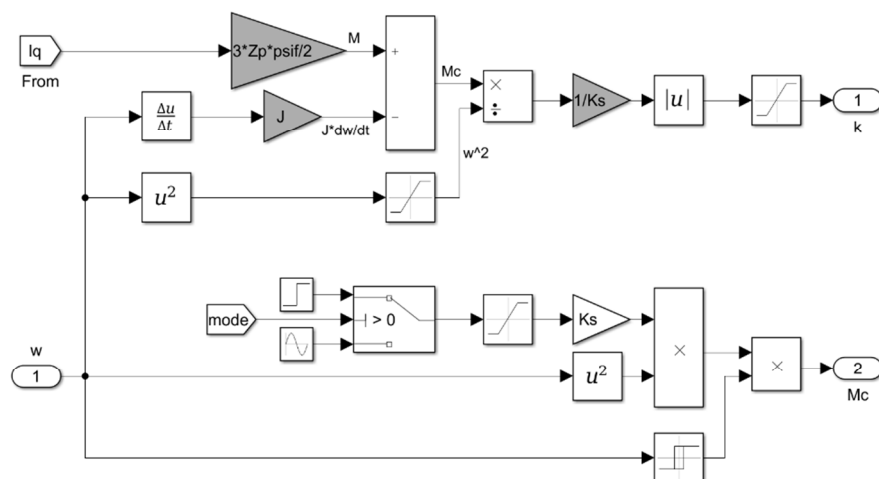 Iq
From
3*Zp*psif/2
M
+
Mc
×
÷
1/Ks
|u|
1
k
Δu
Δt
J
J*dw/dt
−
w^2
u²
mode
> 0
Ks
×
w
1
u²
×
2
Mc